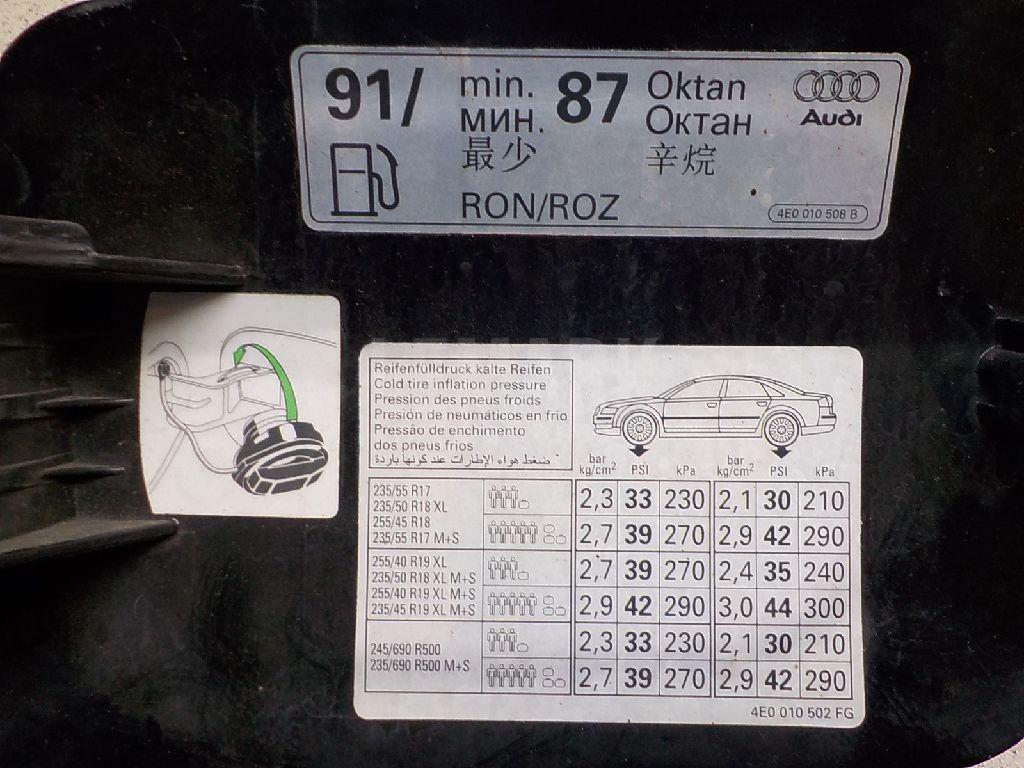 91/ min. 87 Oktan
мин. Октан
最少 辛烷
RON/ROZ
Audi
4E0 010 508 B
Reifenfülldruck kalte Reifen
Cold tire inflation pressure
Pression des pneus froids
Presión de neumáticos en frio
Pressão de enchimento
dos pneus frios
ضغط هواء الإطارات عند كونها باردة
bar PSI kPa bar PSI kPa
kg/cm² kg/cm²
235/55 R17
235/50 R18 XL
255/45 R18
235/55 R17 M+S
2,3 33 230 2,1 30 210
2,7 39 270 2,9 42 290
255/40 R19 XL
235/50 R18 XL M+S
255/40 R19 XL M+S
235/45 R19 XL M+S
2,7 39 270 2,4 35 240
2,9 42 290 3,0 44 300
245/690 R500
235/690 R500 M+S
2,3 33 230 2,1 30 210
2,7 39 270 2,9 42 290
4E0 010 502 FG